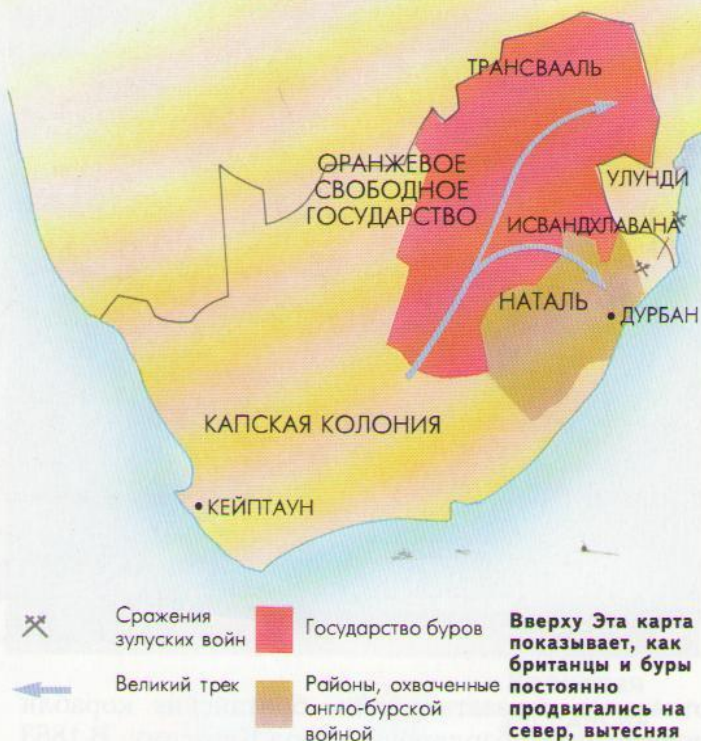 ТРАНСВААЛЬ
ОРАНЖЕВОЕ
СВОБОДНОЕ
ГОСУДАРСТВО
УЛУНДИ
ИСВАНДХЛАВАНА
НАТАЛЬ
ДУРБАН
КАПСКАЯ КОЛОНИЯ
КЕЙПТАУН
Сражения
зулуских войн
Государство буров
Великий трек
Районы, охваченные
англо-бурской
войной
Вверху Эта карта
показывает, как
британцы и буры
постоянно
продвигались на
север, вытесняя